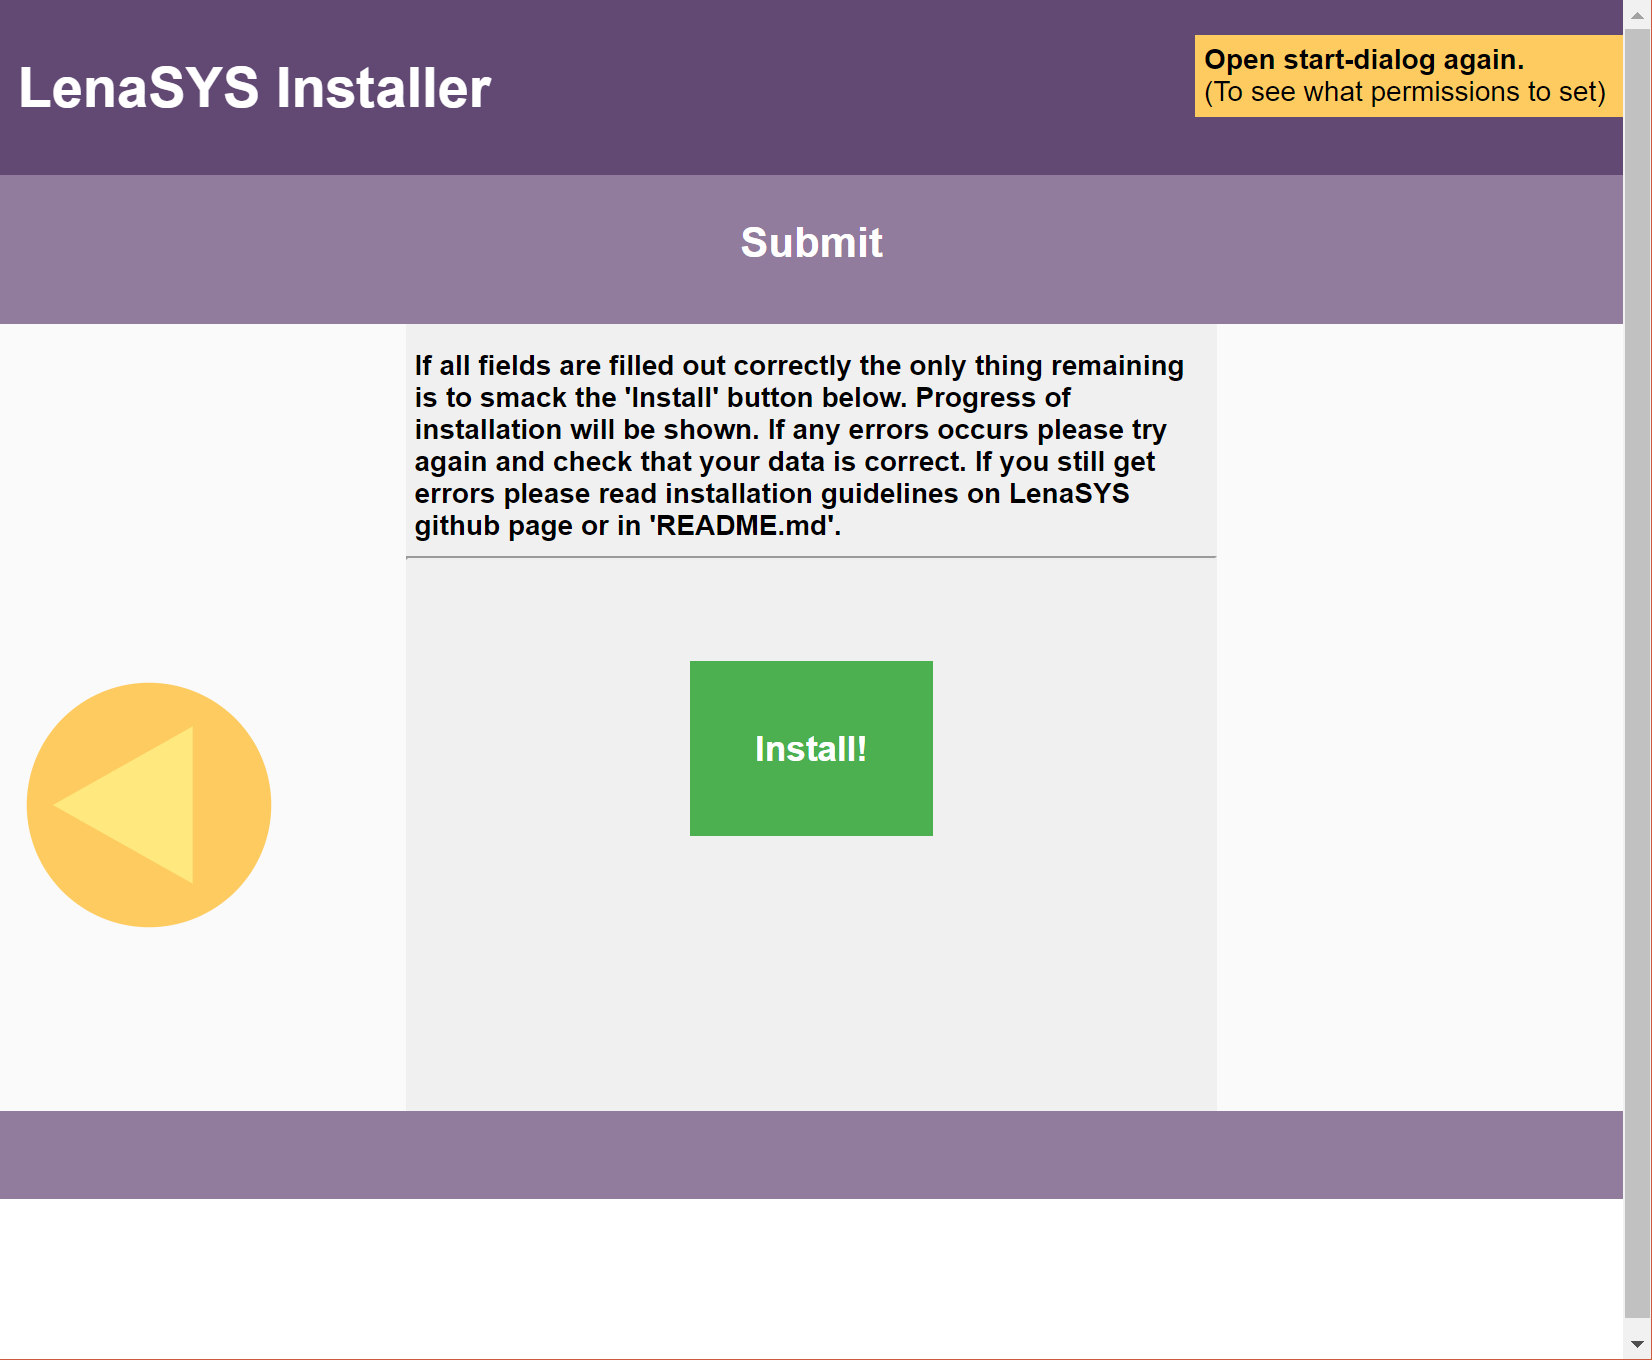 LenaSYS Installer
Open start-dialog again.
(To see what permissions to set)
Submit
If all fields are filled out correctly the only thing remaining
is to smack the 'Install' button below. Progress of
installation will be shown. If any errors occurs please try
again and check that your data is correct. If you still get
errors please read installation guidelines on LenaSYS
github page or in 'README.md'.
Install!